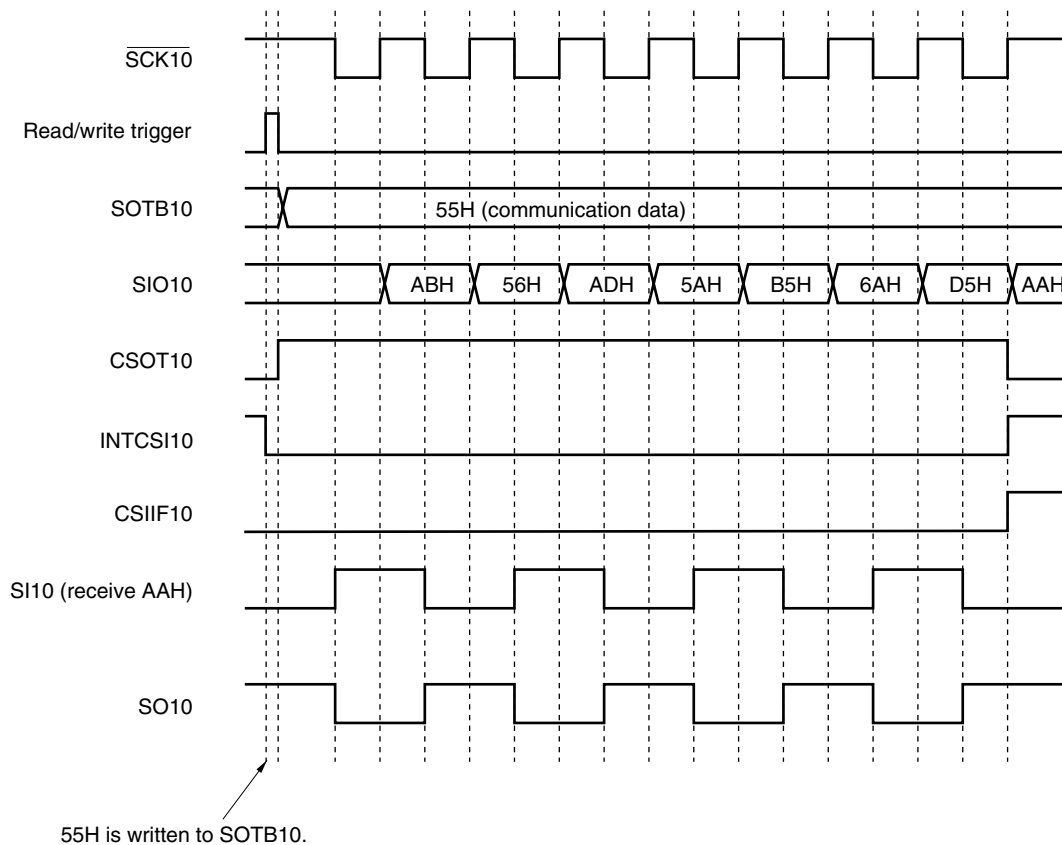 SCK10
Read/write trigger
SOTB10
55H (communication data)
SIO10
ABH 56H ADH 5AH B5H 6AH D5H AAH
CSOT10
INTCSI10
CSIIF10
SI10 (receive AAH)
SO10
55H is written to SOTB10.